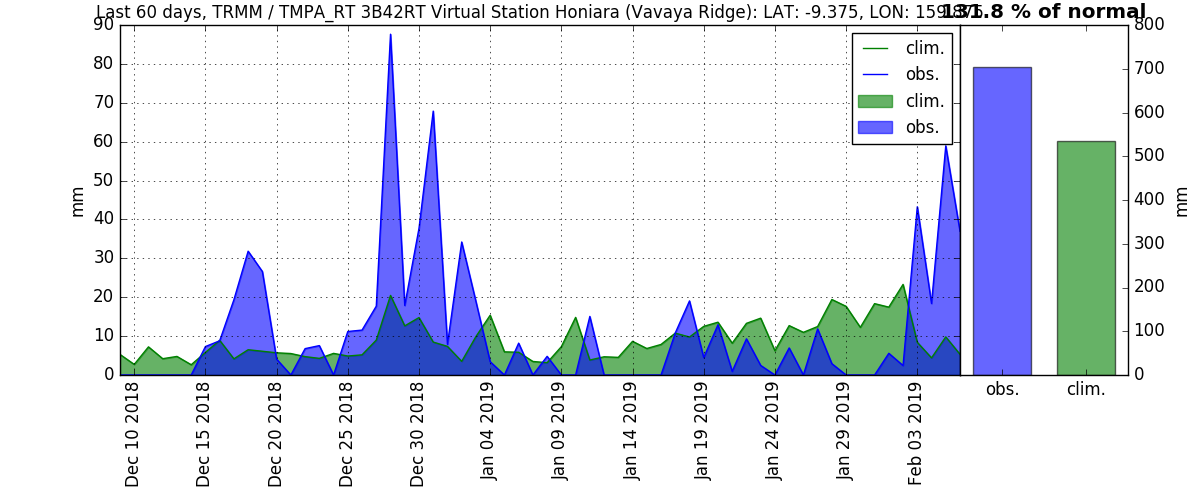 Last 60 days, TRMM / TMPA_RT 3B42RT Virtual Station Honiara (Vavaya Ridge): LAT: -9.375, LON:
131.8 % of normal
90
80
70
60
50
40
30
20
10
0
mm
clim.
obs.
clim.
obs.
Dec 10 2018
Dec 15 2018
Dec 20 2018
Dec 25 2018
Dec 30 2018
Jan 04 2019
Jan 09 2019
Jan 14 2019
Jan 19 2019
Jan 24 2019
Jan 29 2019
Feb 03 2019
800
700
600
500
400
300
200
100
0
mm
obs.
clim.